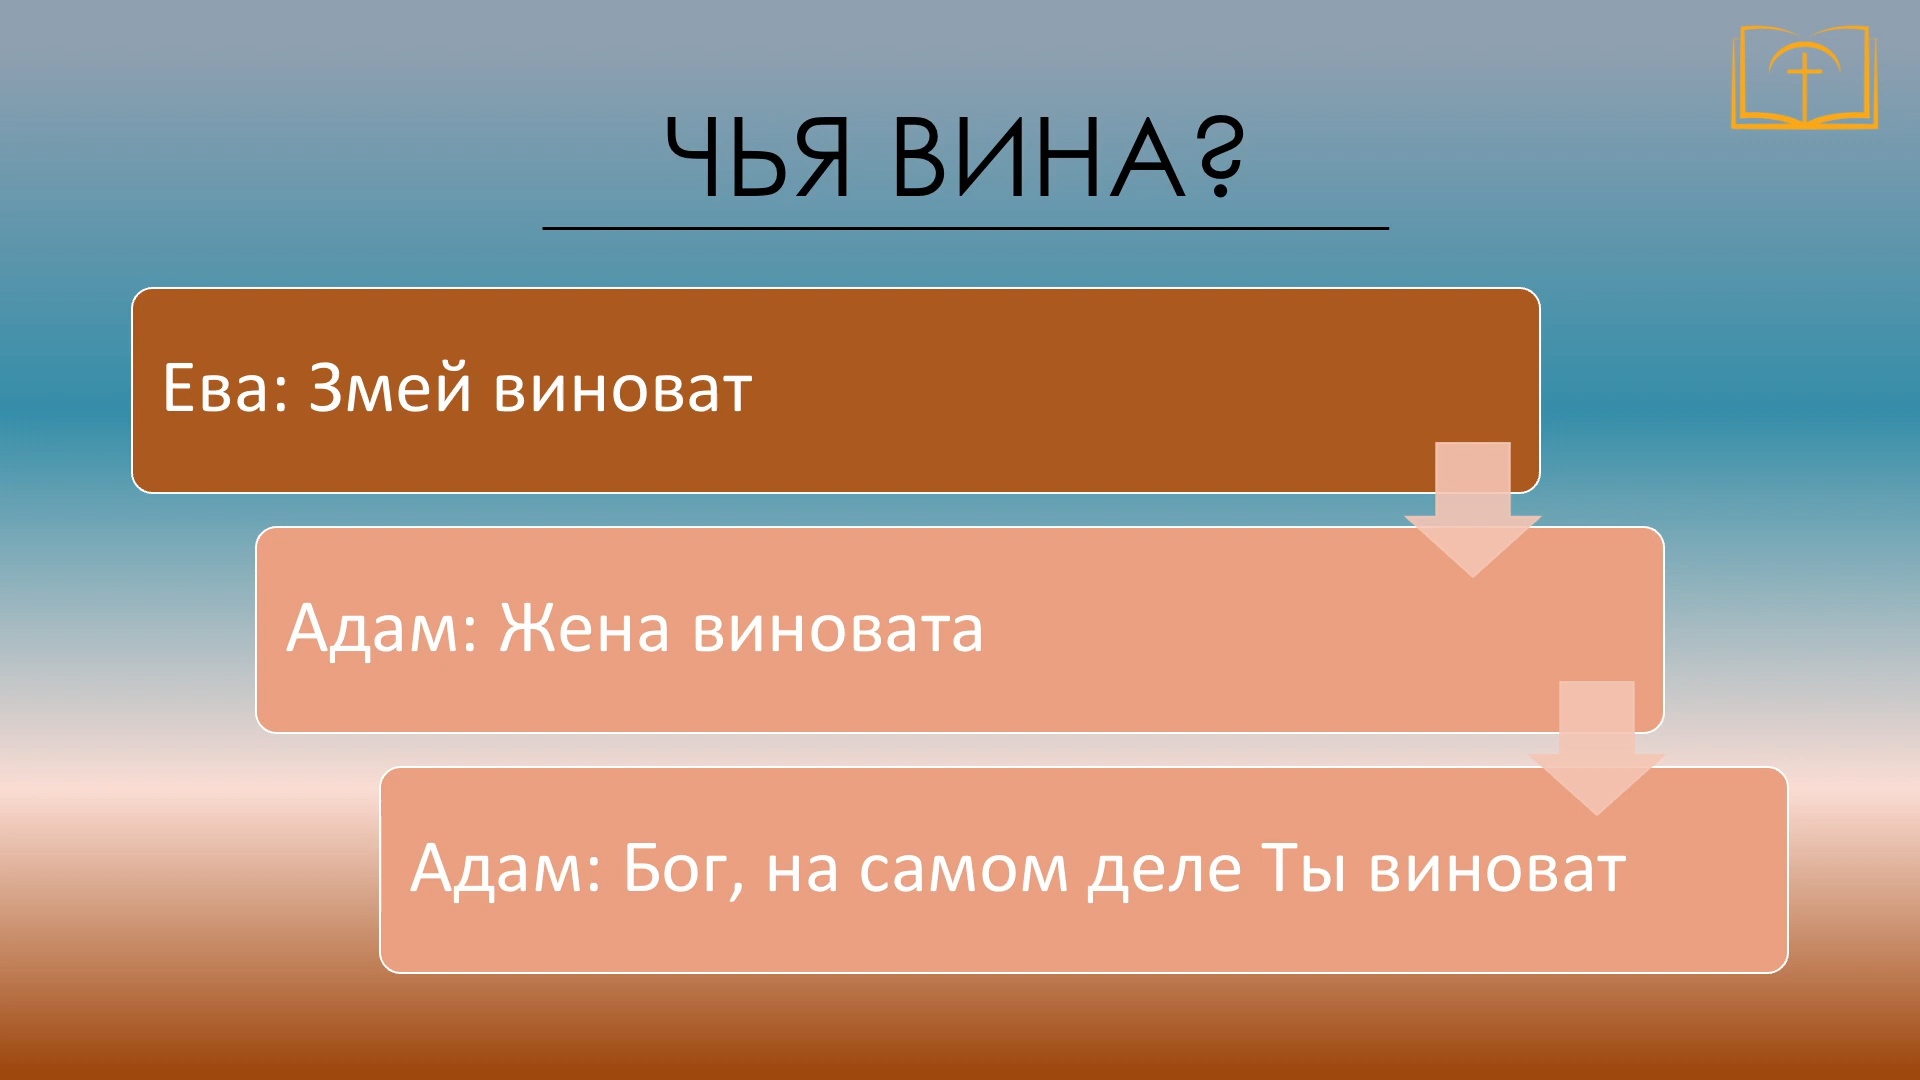 ЧЬЯ ВИНА?
Ева: Змей виноват
Адам: Жена виновата
Адам: Бог, на самом деле Ты виноват